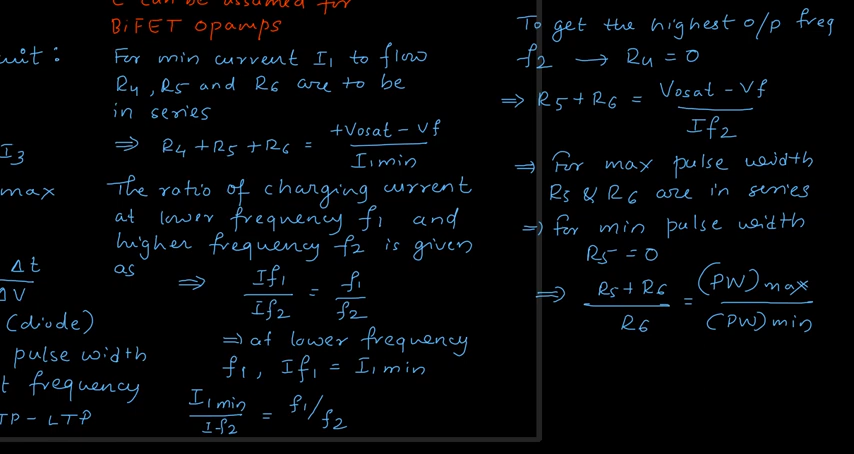 C can be assumed for
BiFET opamps
For min current I1 to flow
R4, R5 and R6 are to be
in series
⇒ R4 + R5 + R6 = +Vosat - Vf / I1min
I3
max
The ratio of charging current
at lower frequency f1 and
higher frequency f2 is given
as
⇒ If1 / If2 = f1 / f2
Δt / ΔV
(diode)
pulse width
t frequency
TP - LTP
⇒ at lower frequency
f1, If1 = I1min
I1min / If2 = f1/f2
To get the highest o/p freq
f2 → R4 = 0
⇒ R5 + R6 = Vosat - Vf / If2
⇒ For max pulse width
R5 & R6 are in series
⇒ for min pulse width
R5 = 0
⇒ R5 + R6 / R6 = (PW)max / (PW)min